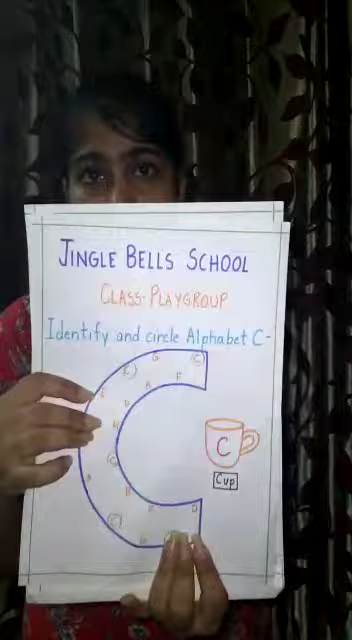 JINGLE BELLS SCHOOL
CLASS-PLAYGROUP
Identify and circle Alphabet C-
G C
C F
C
Cup